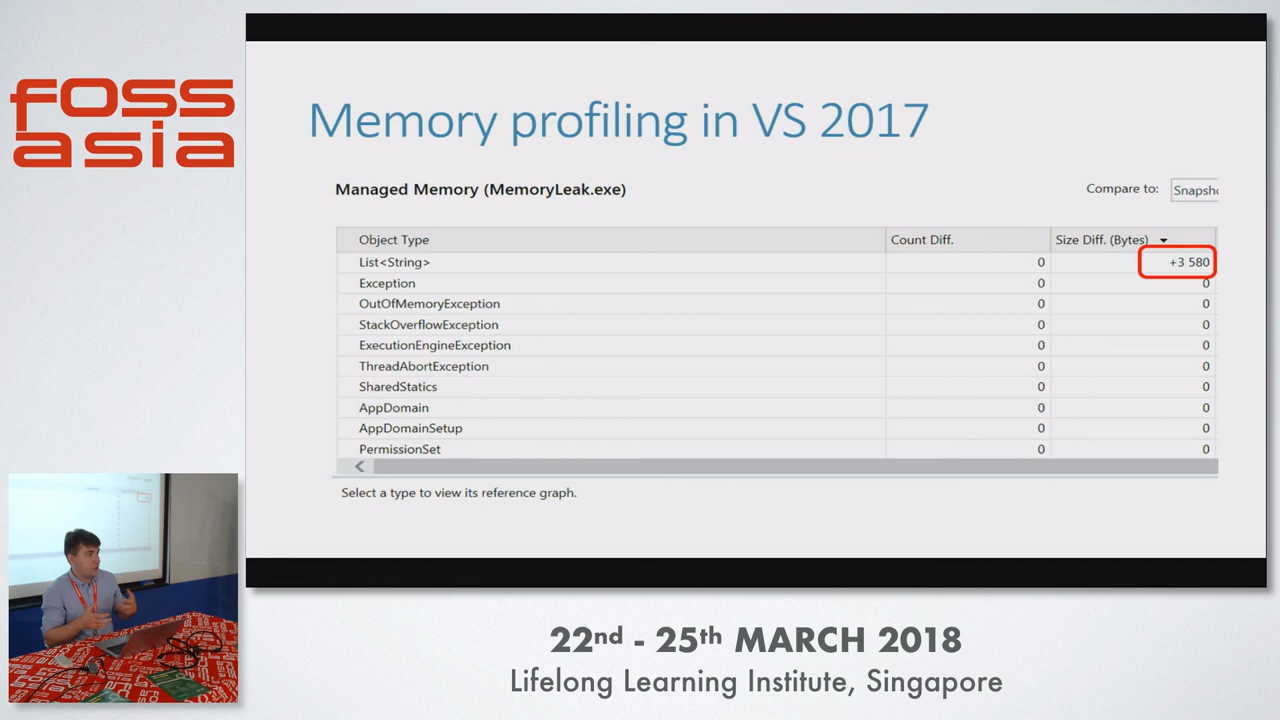 foss
asia
Memory profiling in VS 2017
Managed Memory (MemoryLeak.exe)
Compare to:
Snapsho
Object Type
Count Diff.
Size Diff. (Bytes)
List<String>
0
+3 580
Exception
0
0
OutOfMemoryException
0
0
StackOverflowException
0
0
ExecutionEngineException
0
0
ThreadAbortException
0
0
SharedStatics
0
0
AppDomain
0
0
AppDomainSetup
0
0
PermissionSet
0
0
Select a type to view its reference graph.
22nd - 25th MARCH 2018
Lifelong Learning Institute, Singapore